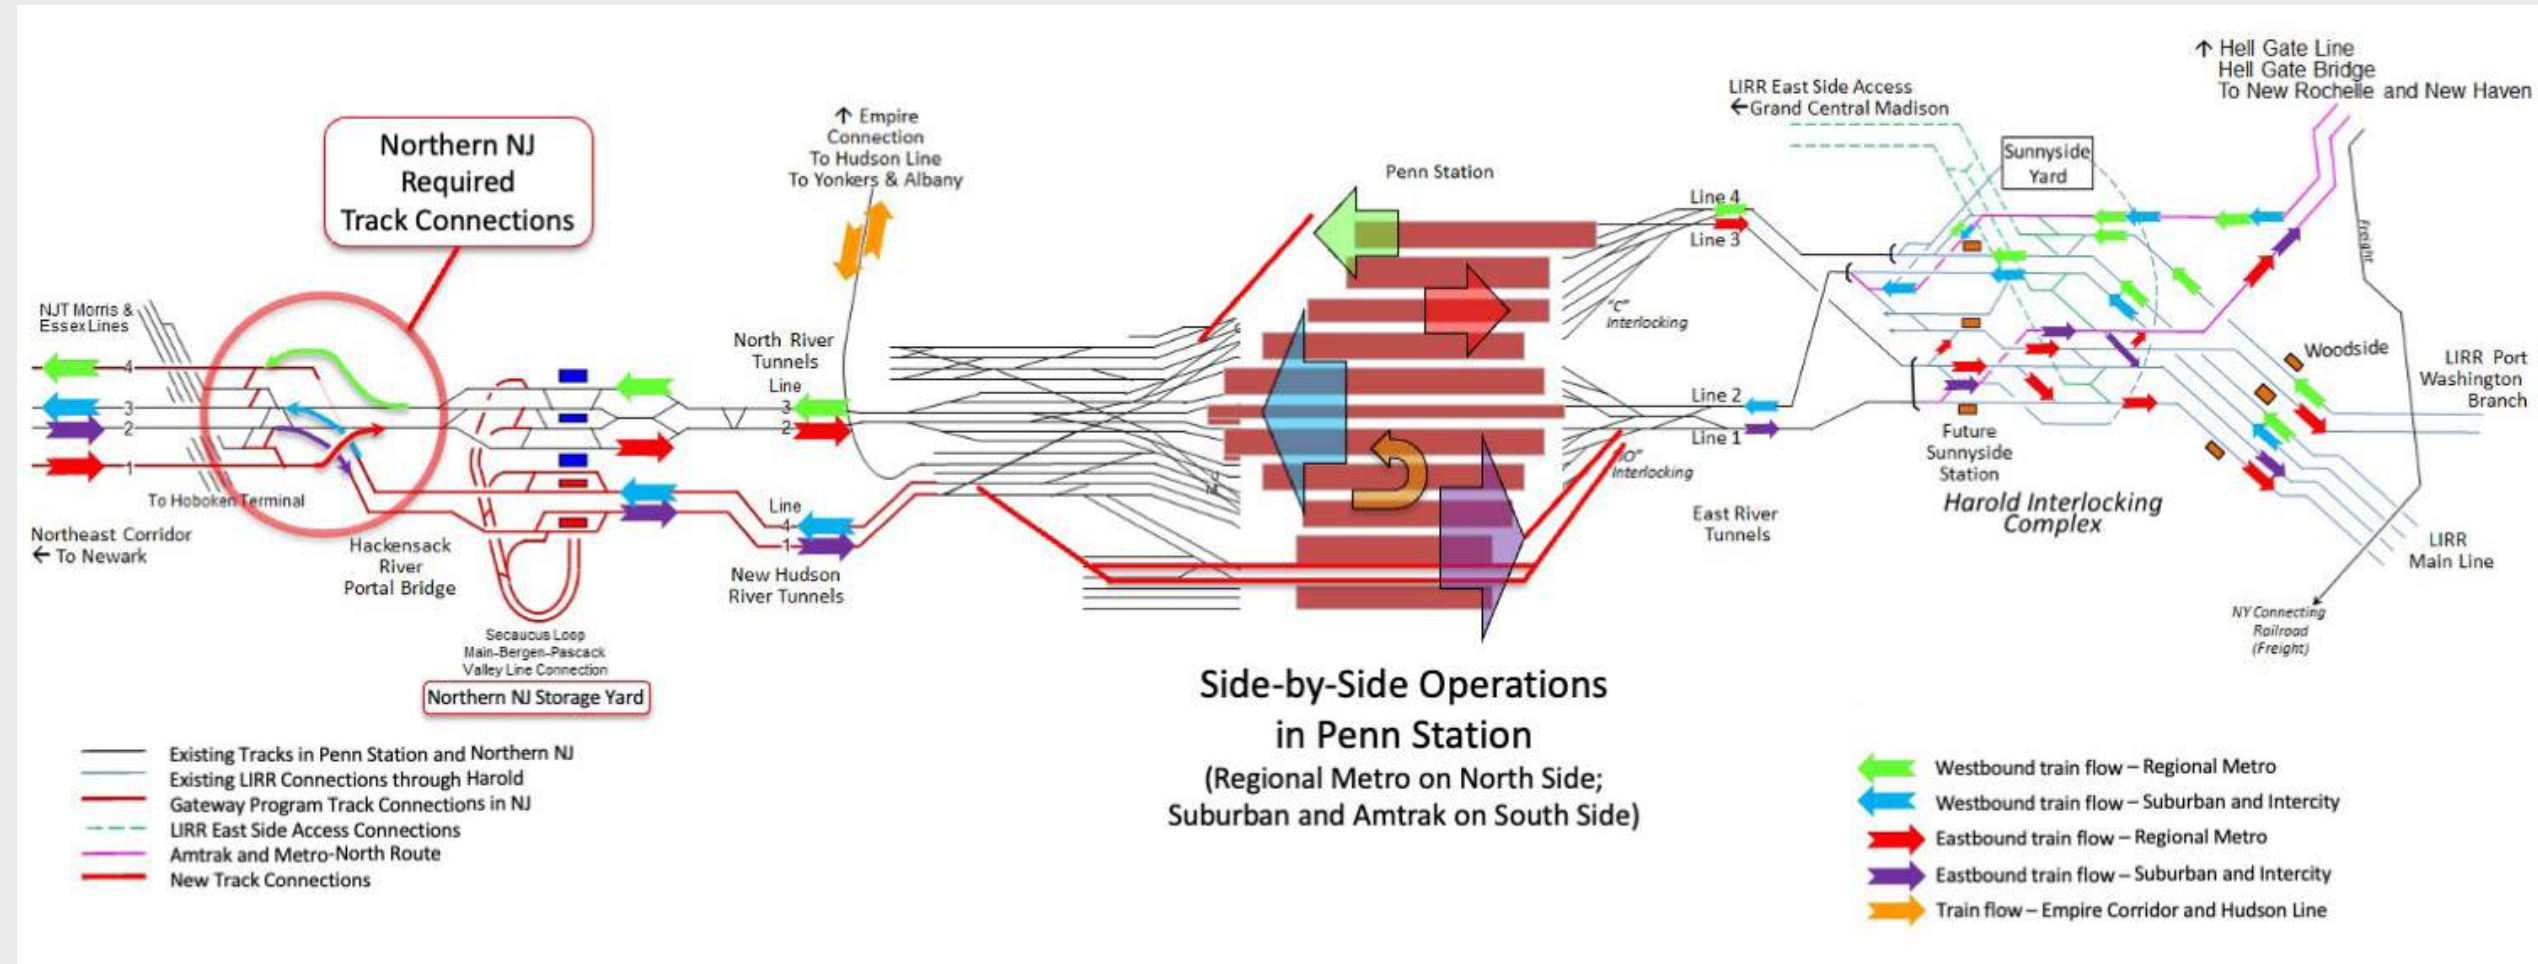 ↑ Hell Gate Line
Hell Gate Bridge
To New Rochelle and New Haven
LIRR East Side Access
←Grand Central Madison
Sunnyside
Yard
↑ Empire
Connection
To Hudson Line
To Yonkers & Albany
Northern NJ
Required
Track Connections
Penn Station
Line 4
Line 3
"C"
Interlocking
Freight
NJT Morris &
Essex Lines
4
3
2
1
To Hoboken Terminal
Northeast Corridor
← To Newark
Hackensack
River
Portal Bridge
North River
Tunnels
Line
3
2
Line
4
1
New Hudson
River Tunnels
Secaucus Loop
Main-Bergen-Pascack
Valley Line Connection
Northern NJ Storage Yard
Line 2
Line 1
"JO"
Interlocking
East River
Tunnels
Future
Sunnyside
Station
Harold Interlocking
Complex
Woodside
LIRR Port
Washington
Branch
LIRR
Main Line
NY Connecting
Railroad
(Freight)
Side-by-Side Operations
in Penn Station
(Regional Metro on North Side;
Suburban and Amtrak on South Side)
Existing Tracks in Penn Station and Northern NJ
Existing LIRR Connections through Harold
Gateway Program Track Connections in NJ
LIRR East Side Access Connections
Amtrak and Metro-North Route
New Track Connections
Westbound train flow – Regional Metro
Westbound train flow – Suburban and Intercity
Eastbound train flow – Regional Metro
Eastbound train flow – Suburban and Intercity
Train flow – Empire Corridor and Hudson Line